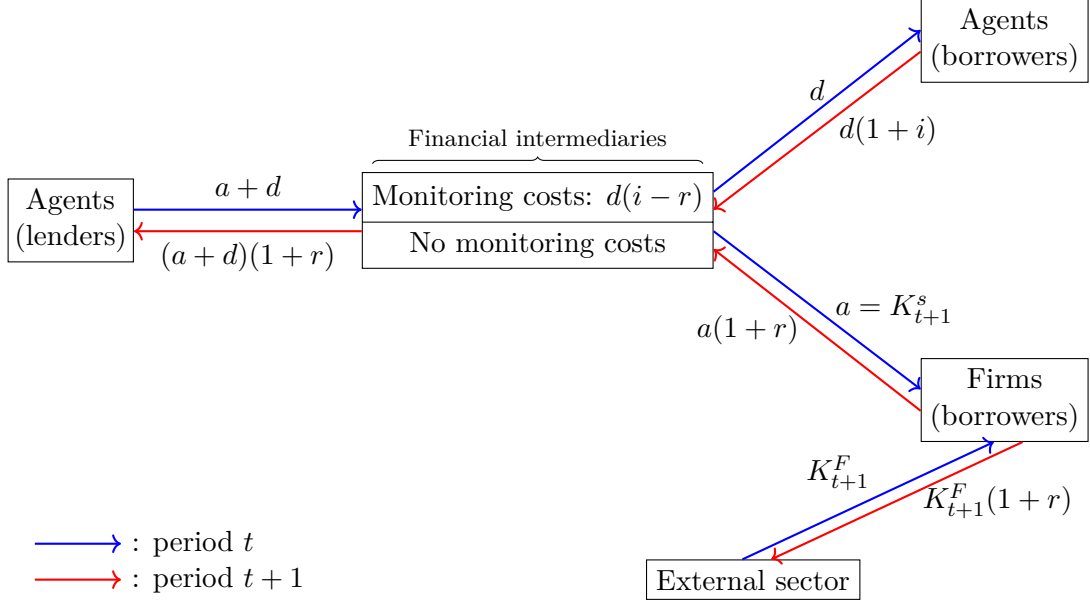 Agents
(borrowers)
d
d(1 + i)
Financial intermediaries
Monitoring costs: d(i − r)
No monitoring costs
a + d
Agents
(lenders)
(a + d)(1 + r)
a = K^s_{t+1}
a(1 + r)
Firms
(borrowers)
K^F_{t+1}
K^F_{t+1}(1 + r)
: period t
: period t + 1
External sector